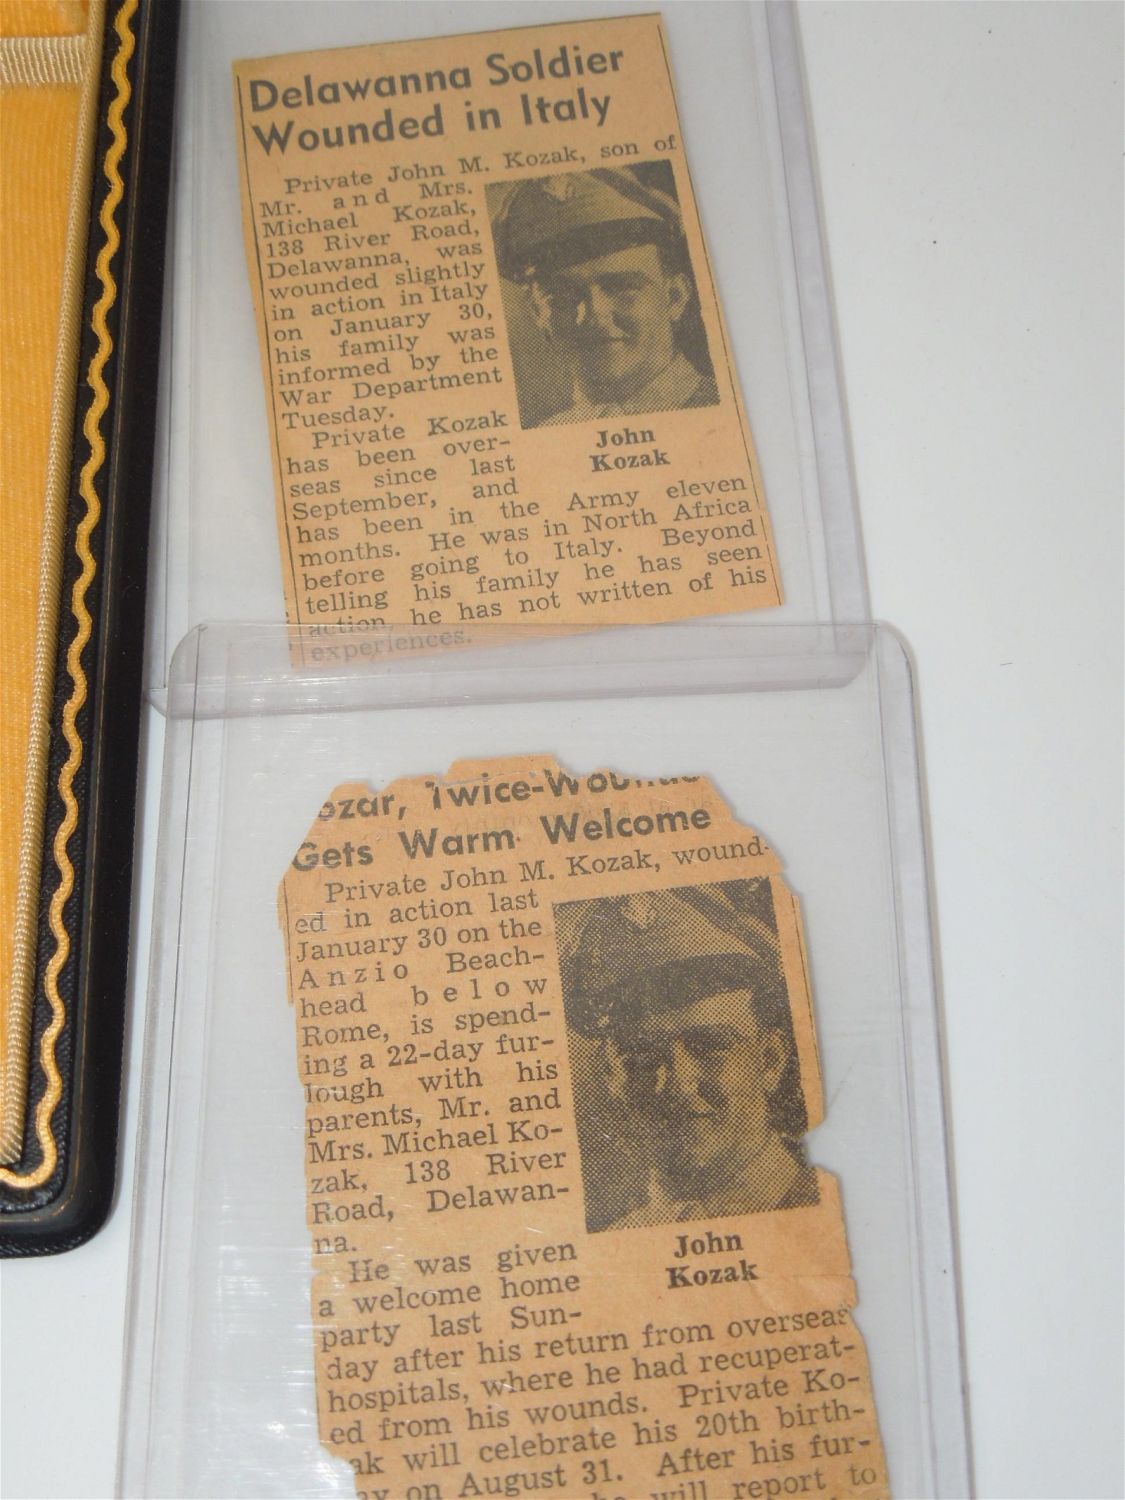 Delawanna Soldier
Wounded in Italy
Private John M. Kozak, son of
Mr. and Mrs.
Michael Kozak,
138 River Road,
Delawanna, was
wounded slightly
in action in Italy
on January 30,
his family was
informed by the
War Department
Tuesday.
Private Kozak
has been over-
seas since last
September, and
has been in the Army eleven
months. He was in North Africa
before going to Italy. Beyond
telling his family he has seen
action, he has not written of his
experiences.
John
Kozak
Twice-
Gets Warm Welcome
Private John M. Kozak, wound-
ed in action last
January 30 on the
Anzio Beach-
head below
Rome, is spend-
ing a 22-day fur-
lough with his
parents, Mr. and
Mrs. Michael Ko-
zak, 138 River
Road, Delawan-
na.
He was given
a welcome home
party last Sun-
day after his return from overseas
hospitals, where he had recuperat-
ed from his wounds. Private Ko-
ak will celebrate his 20th birth-
ay on August 31. After his fur-
he will report to
John
Kozak